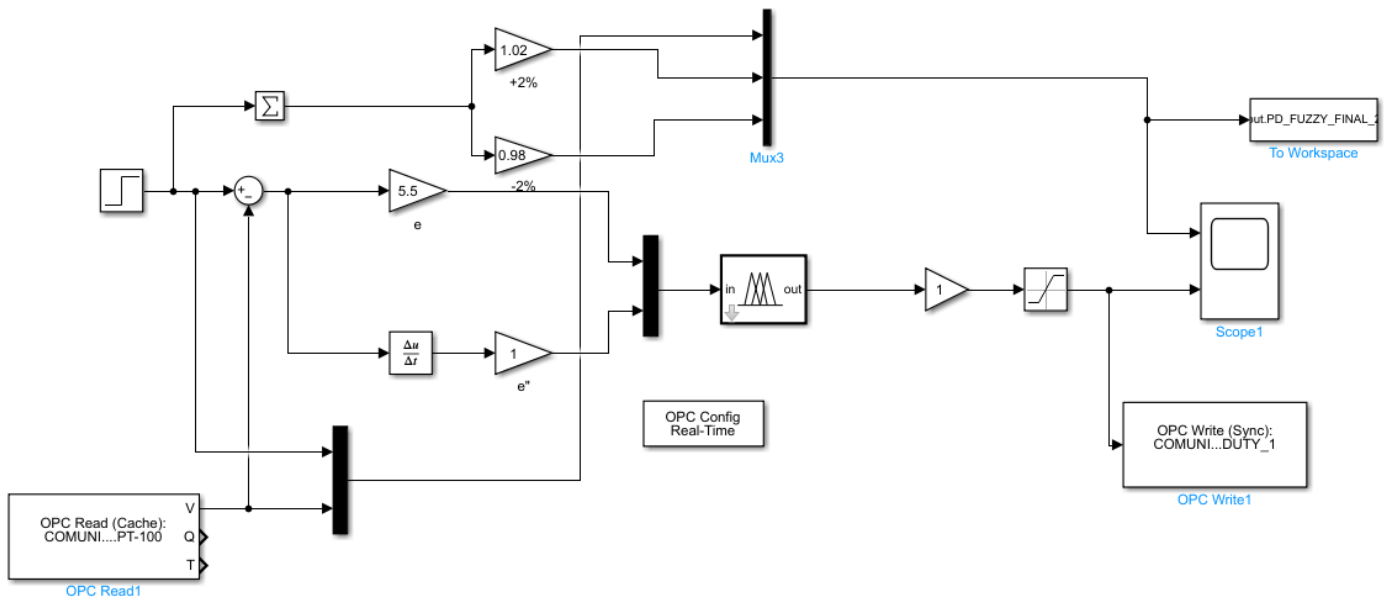 1.02
+2%
Σ
0.98
-2%
Mux3
ut.PD_FUZZY_FINAL_2
To Workspace
+
−
5.5
e
in
out
1
Scope1
Δu
Δt
1
e"
OPC Config
Real-Time
OPC Write (Sync):
COMUNI...DUTY_1
OPC Write1
OPC Read (Cache):
COMUNI....PT-100
V
Q
T
OPC Read1